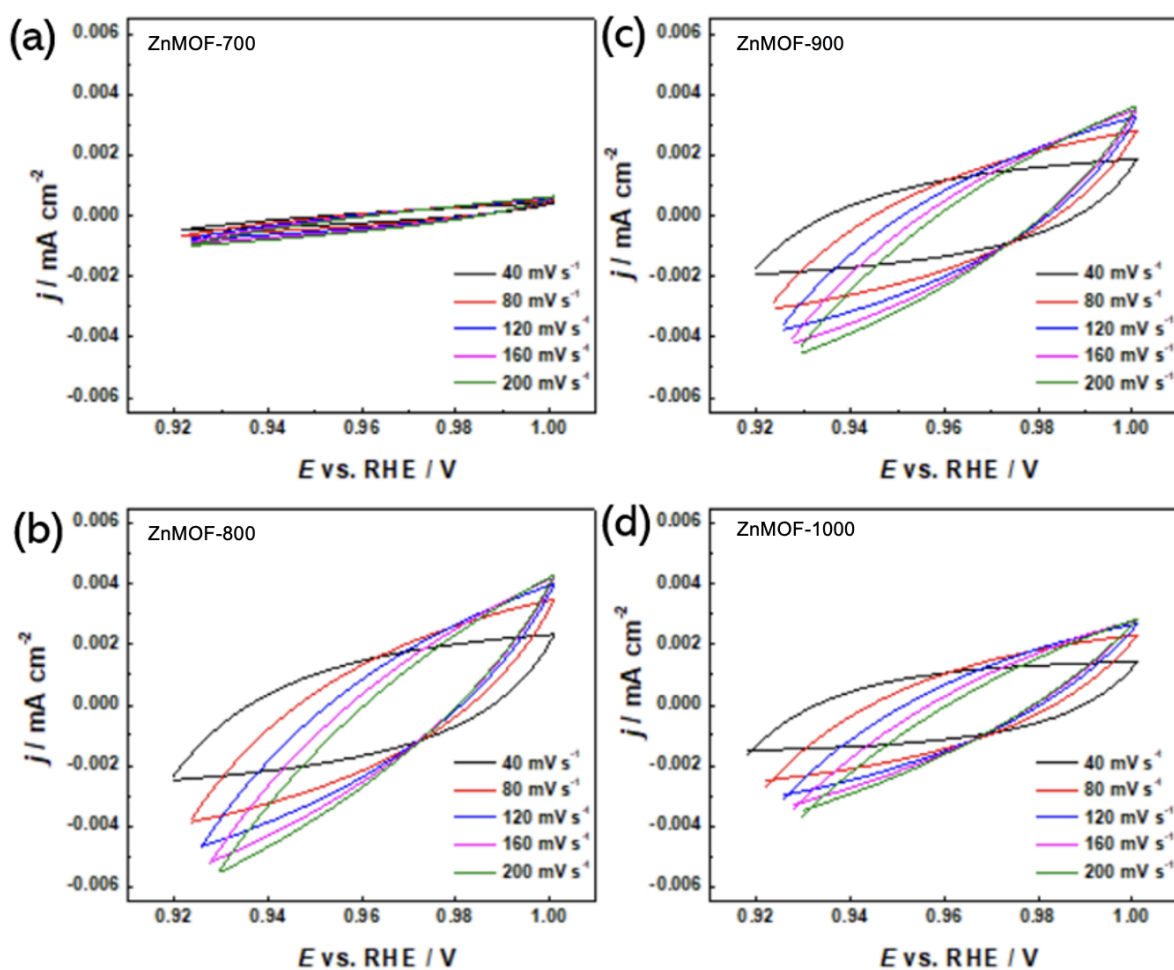 (a)
ZnMOF-700
0.006
0.004
0.002
0.000
-0.002
-0.004
-0.006
j / mA cm⁻²
40 mV s⁻¹
80 mV s⁻¹
120 mV s⁻¹
160 mV s⁻¹
200 mV s⁻¹
0.92 0.94 0.96 0.98 1.00
E vs. RHE / V
(c)
ZnMOF-900
0.006
0.004
0.002
0.000
-0.002
-0.004
-0.006
j / mA cm⁻²
40 mV s⁻¹
80 mV s⁻¹
120 mV s⁻¹
160 mV s⁻¹
200 mV s⁻¹
0.92 0.94 0.96 0.98 1.00
E vs. RHE / V
(b)
ZnMOF-800
0.006
0.004
0.002
0.000
-0.002
-0.004
-0.006
j / mA cm⁻²
40 mV s⁻¹
80 mV s⁻¹
120 mV s⁻¹
160 mV s⁻¹
200 mV s⁻¹
0.92 0.94 0.96 0.98 1.00
E vs. RHE / V
(d)
ZnMOF-1000
0.006
0.004
0.002
0.000
-0.002
-0.004
-0.006
j / mA cm⁻²
40 mV s⁻¹
80 mV s⁻¹
120 mV s⁻¹
160 mV s⁻¹
200 mV s⁻¹
0.92 0.94 0.96 0.98 1.00
E vs. RHE / V